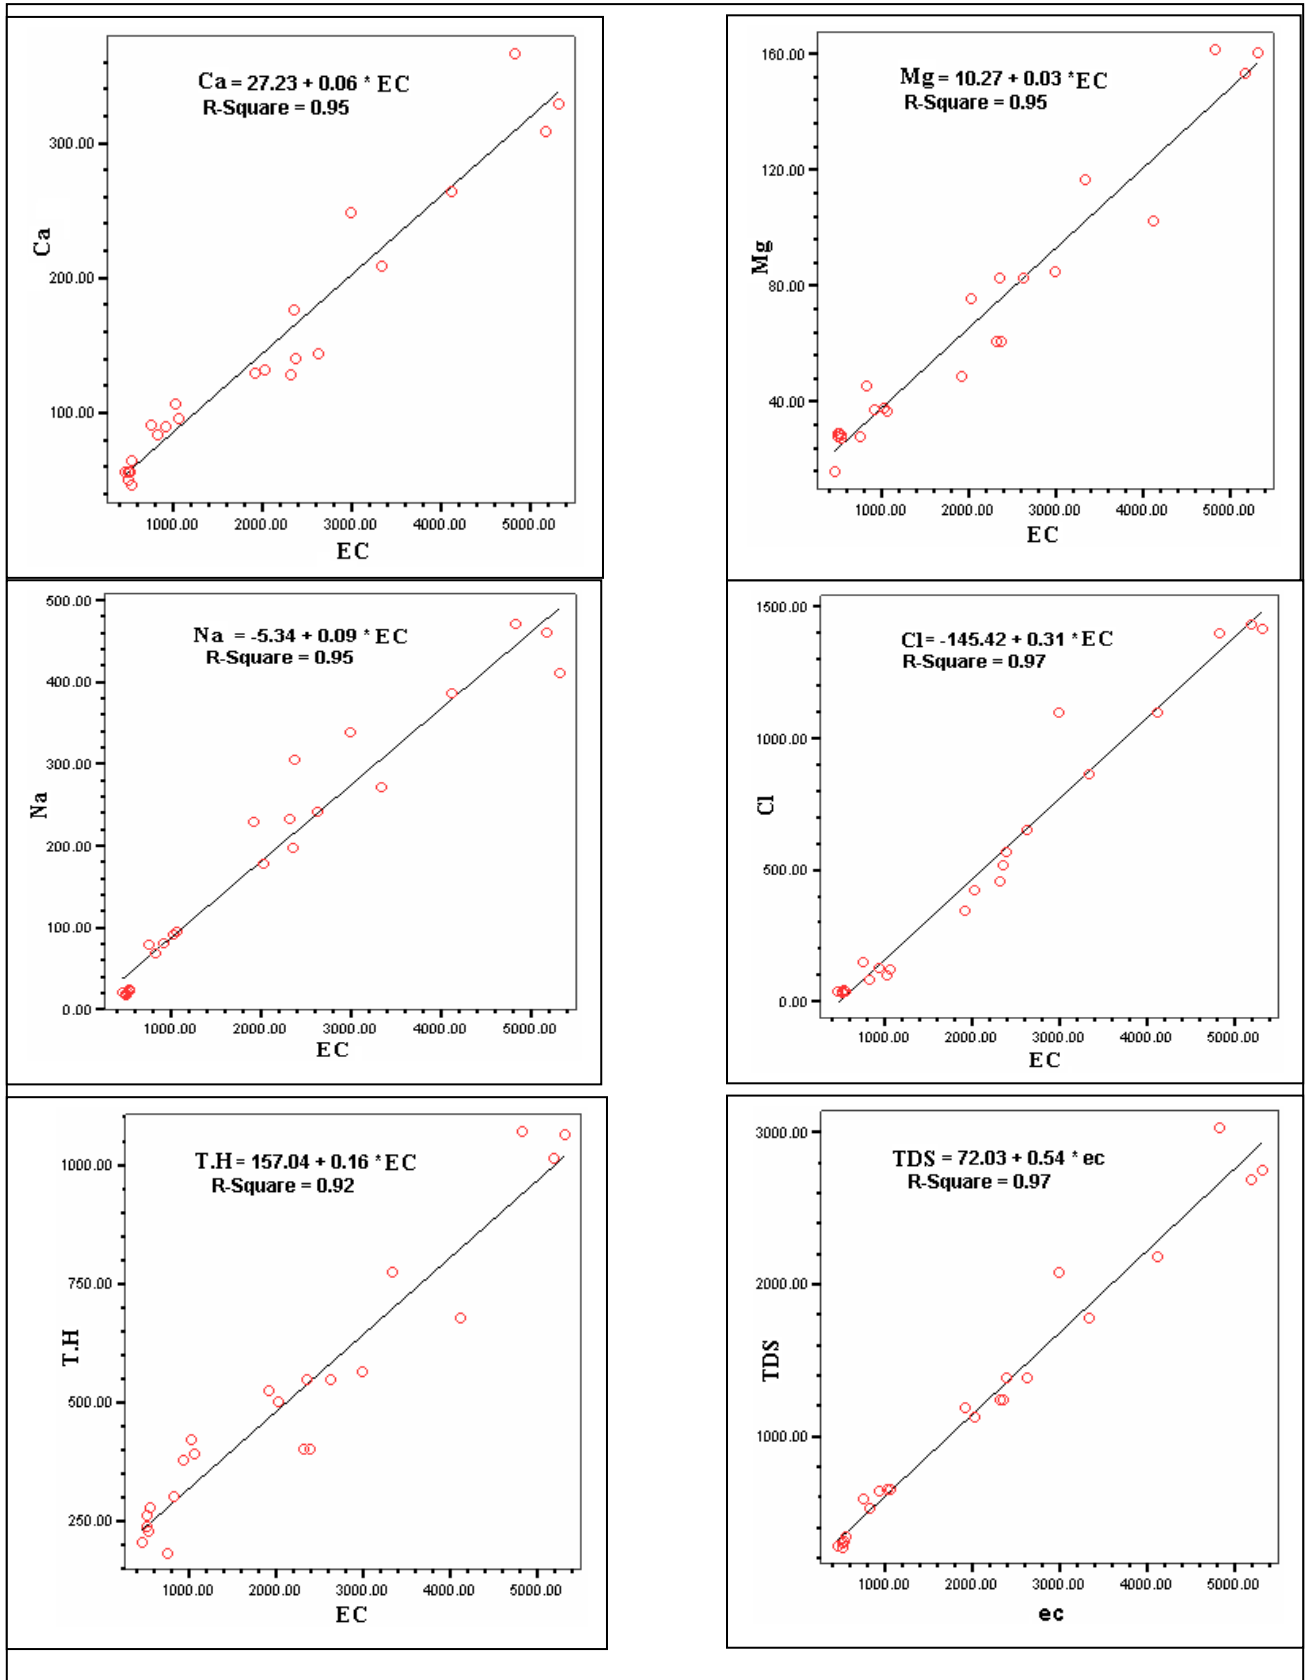 Ca = 27.23 + 0.06 * EC
R-Square = 0.95
300.00
200.00
100.00
Ca
1000.00 2000.00 3000.00 4000.00 5000.00
EC
Mg = 10.27 + 0.03 *EC
R-Square = 0.95
160.00
120.00
80.00
40.00
Mg
1000.00 2000.00 3000.00 4000.00 5000.00
EC
Na = -5.34 + 0.09 * EC
R-Square = 0.95
500.00
400.00
300.00
200.00
100.00
0.00
Na
1000.00 2000.00 3000.00 4000.00 5000.00
EC
Cl = -145.42 + 0.31 * EC
R-Square = 0.97
1500.00
1000.00
500.00
0.00
Cl
1000.00 2000.00 3000.00 4000.00 5000.00
EC
T.H = 157.04 + 0.16 * EC
R-Square = 0.92
1000.00
750.00
500.00
250.00
T.H
1000.00 2000.00 3000.00 4000.00 5000.00
EC
TDS = 72.03 + 0.54 * ec
R-Square = 0.97
3000.00
2000.00
1000.00
TDS
1000.00 2000.00 3000.00 4000.00 5000.00
ec